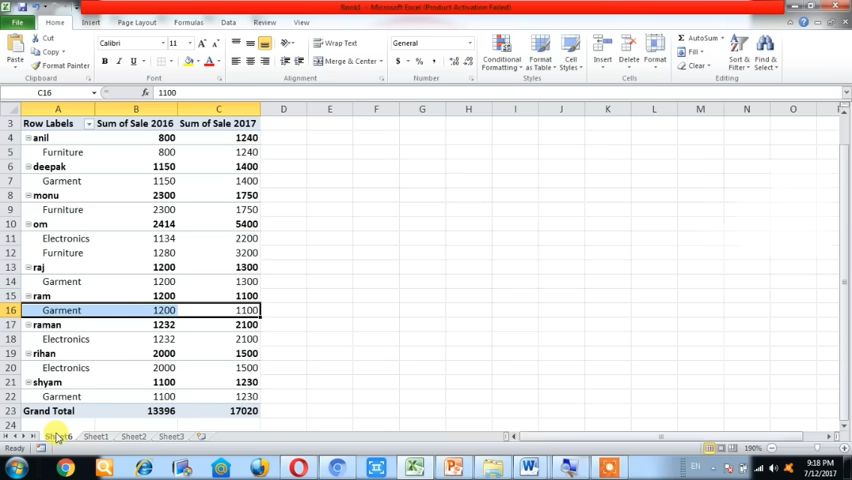 Book1 - Microsoft Excel (Product Activation Failed)
File Home Insert Page Layout Formulas Data Review View
Cut
Copy
Format Painter
Paste
Clipboard
Calibri 11
B I U
Font
Wrap Text
Merge & Center
Alignment
General
$ % ,
Number
Conditional Formatting
Format as Table
Cell Styles
Styles
Insert Delete Format
Cells
AutoSum
Fill
Clear
Sort & Filter
Find & Select
Editing
C16 fx 1100
A B C D E F G H I J K L M N O
3 Row Labels Sum of Sale 2016 Sum of Sale 2017
4 anil 800 1240
5 Furniture 800 1240
6 deepak 1150 1400
7 Garment 1150 1400
8 monu 2300 1750
9 Furniture 2300 1750
10 om 2414 5400
11 Electronics 1134 2200
12 Furniture 1280 3200
13 raj 1200 1300
14 Garment 1200 1300
15 ram 1200 1100
16 Garment 1200 1100
17 raman 1232 2100
18 Electronics 1232 2100
19 rihan 2000 1500
20 Electronics 2000 1500
21 shyam 1100 1230
22 Garment 1100 1230
23 Grand Total 13396 17020
24
Sheet6 Sheet1 Sheet2 Sheet3
Ready 190%
EN 9:18 PM
7/12/2017